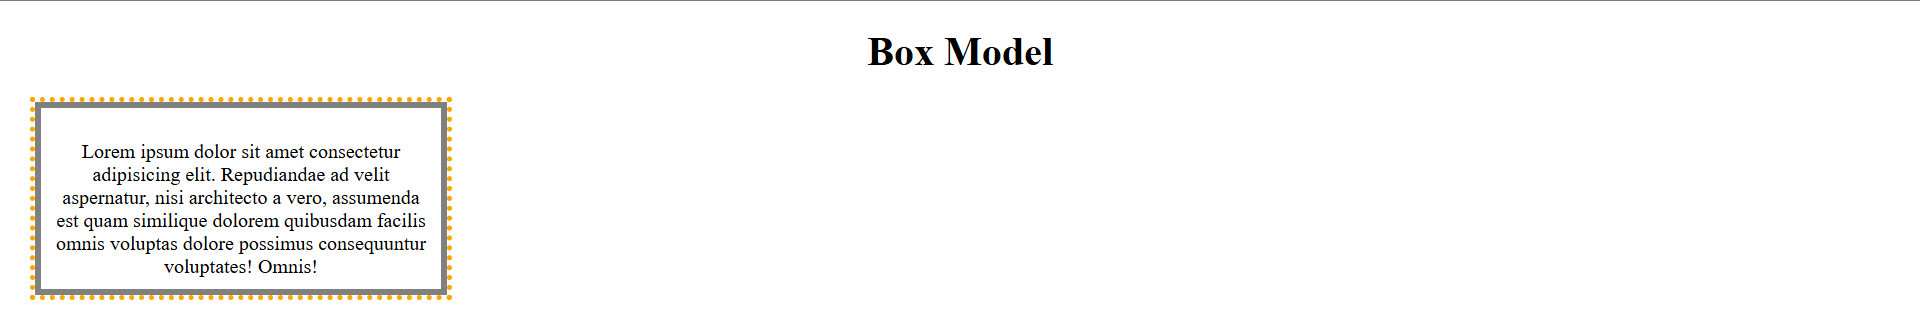 Box Model
Lorem ipsum dolor sit amet consectetur
adipisicing elit. Repudiandae ad velit
aspernatur, nisi architecto a vero, assumenda
est quam similique dolorem quibusdam facilis
omnis voluptas dolore possimus consequuntur
voluptates! Omnis!